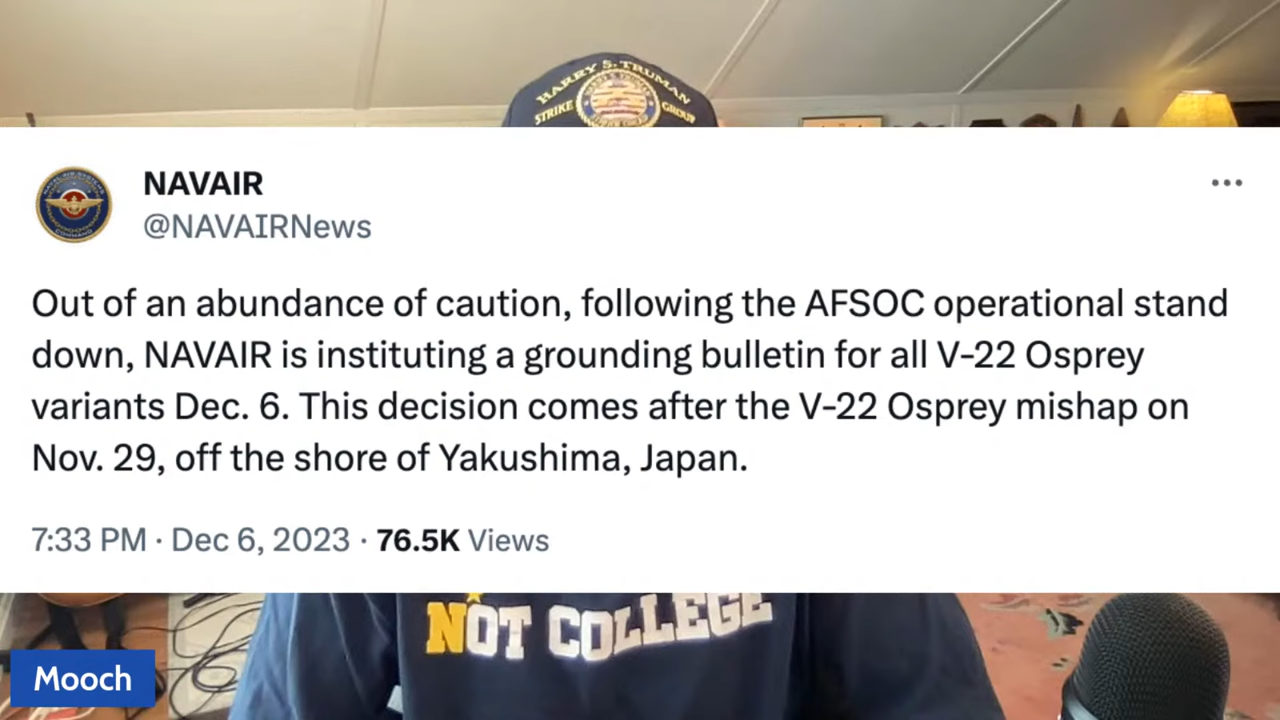 HARRY S. TRUMAN
STRIKE GROUP
NAVAIR
@NAVAIRNews
Out of an abundance of caution, following the AFSOC operational stand
down, NAVAIR is instituting a grounding bulletin for all V-22 Osprey
variants Dec. 6. This decision comes after the V-22 Osprey mishap on
Nov. 29, off the shore of Yakushima, Japan.
7:33 PM · Dec 6, 2023 · 76.5K Views
NOT COLLEGE
Mooch